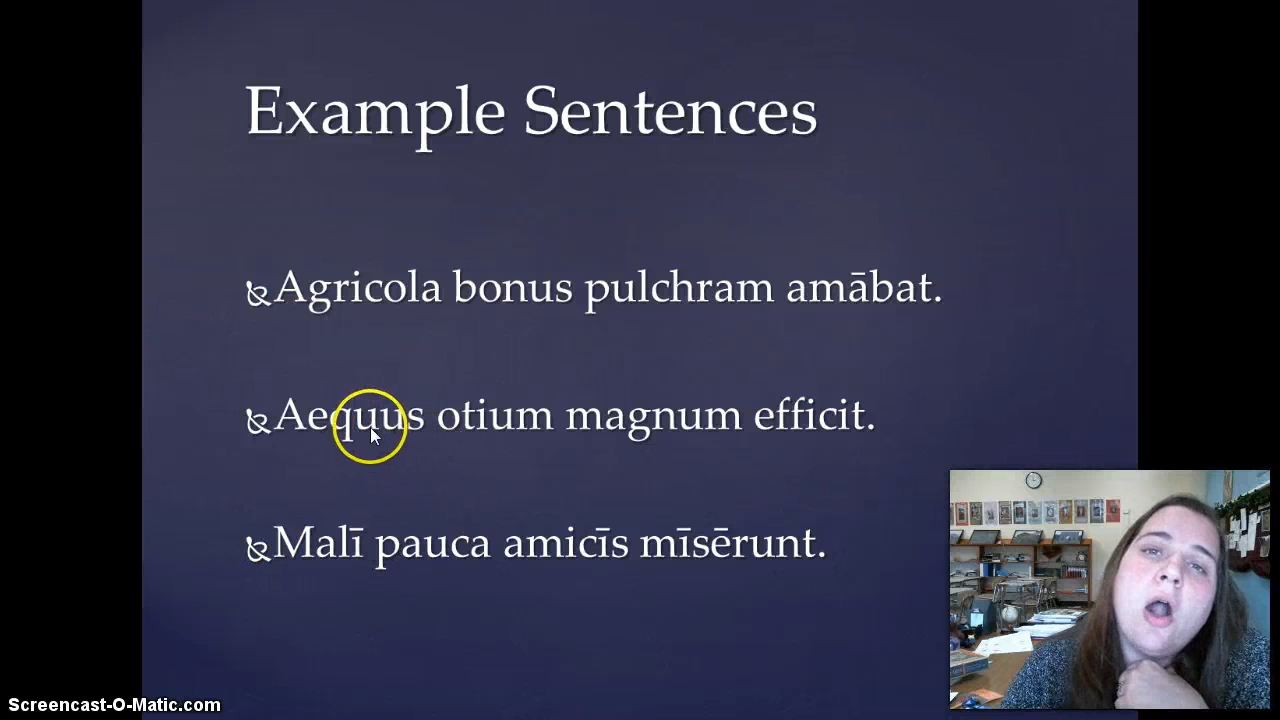 Example Sentences
Agricola bonus pulchram amābat.
Aequus otium magnum efficit.
Malī pauca amicīs mīsērunt.
Screencast-O-Matic.com